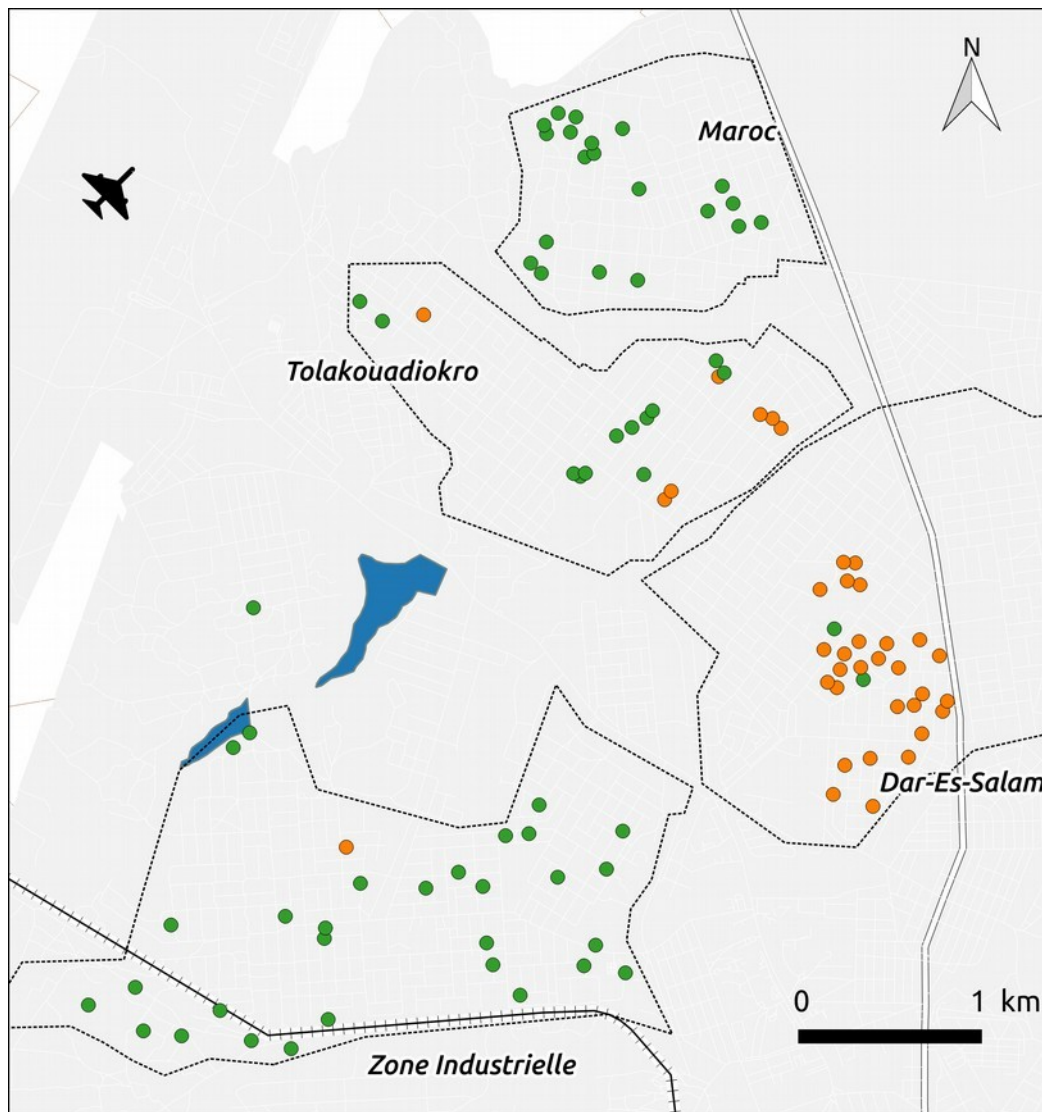 N
Maroc
Tolakouadiokro
Dar-Es-Salam
0 1 km
Zone Industrielle